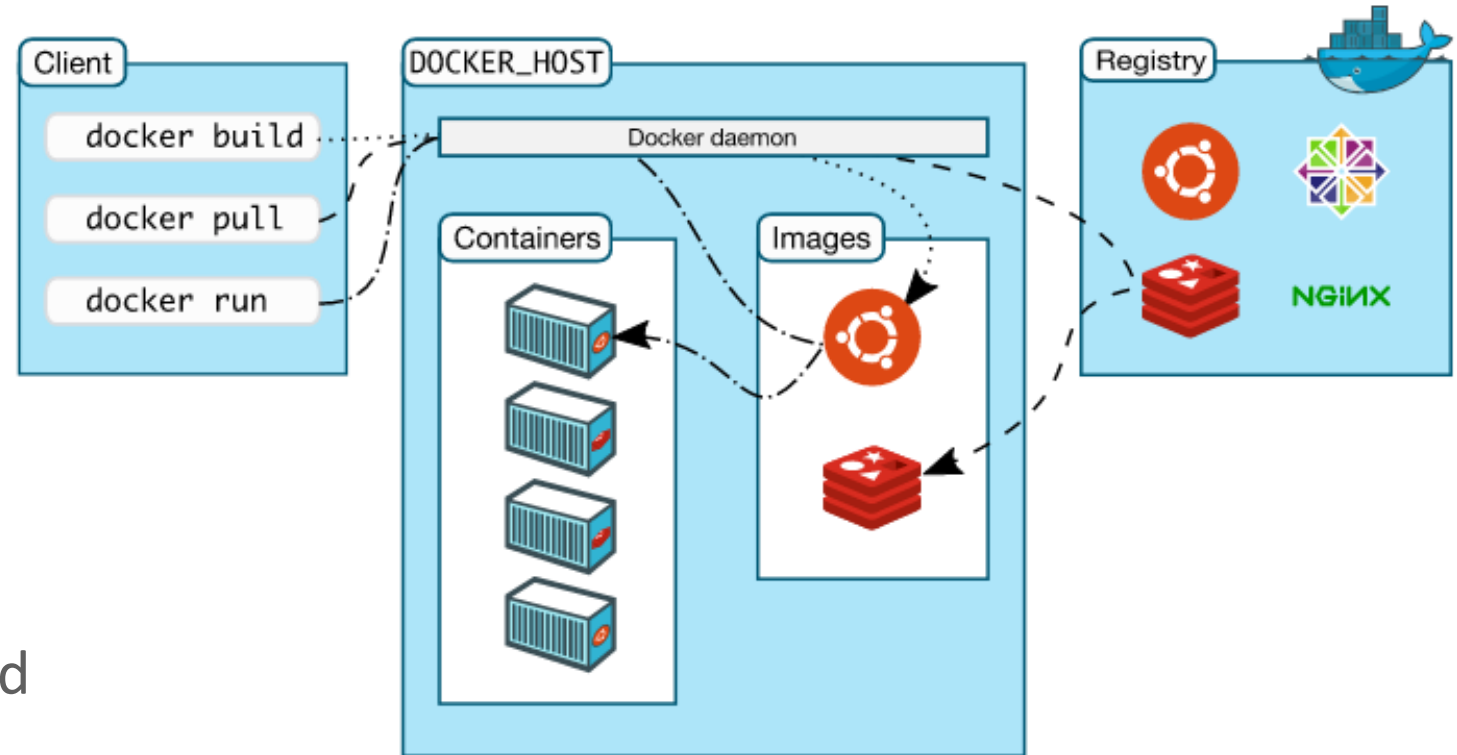 Client
docker build
docker pull
docker run
DOCKER_HOST
Docker daemon
Containers
Images
Registry
NGiNX
d